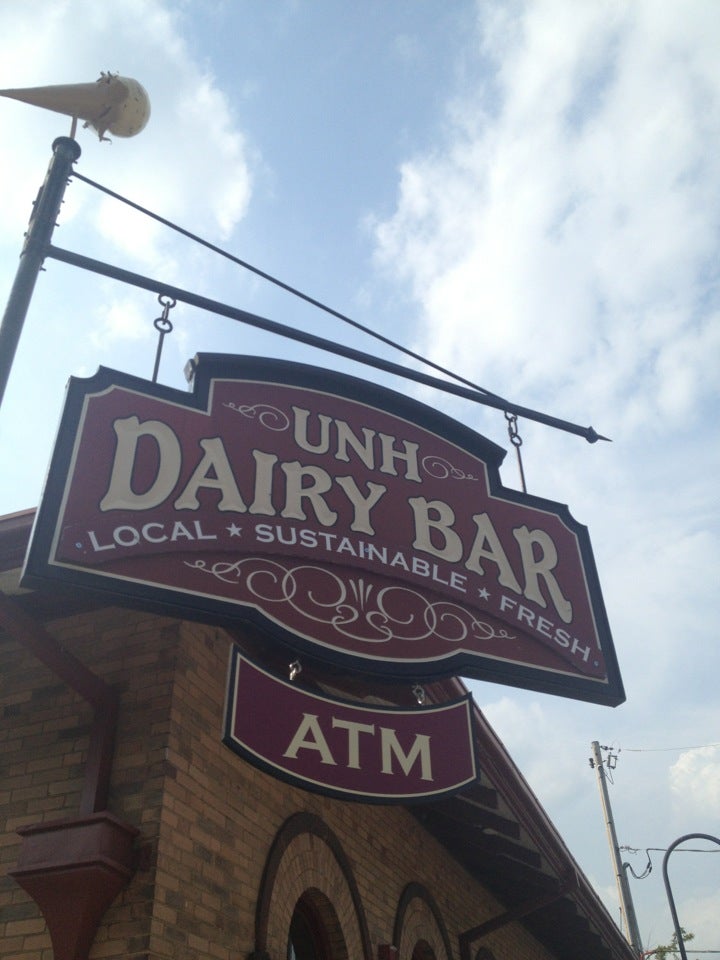 UNH
DAIRY BAR
LOCAL ★ SUSTAINABLE ★ FRESH
ATM